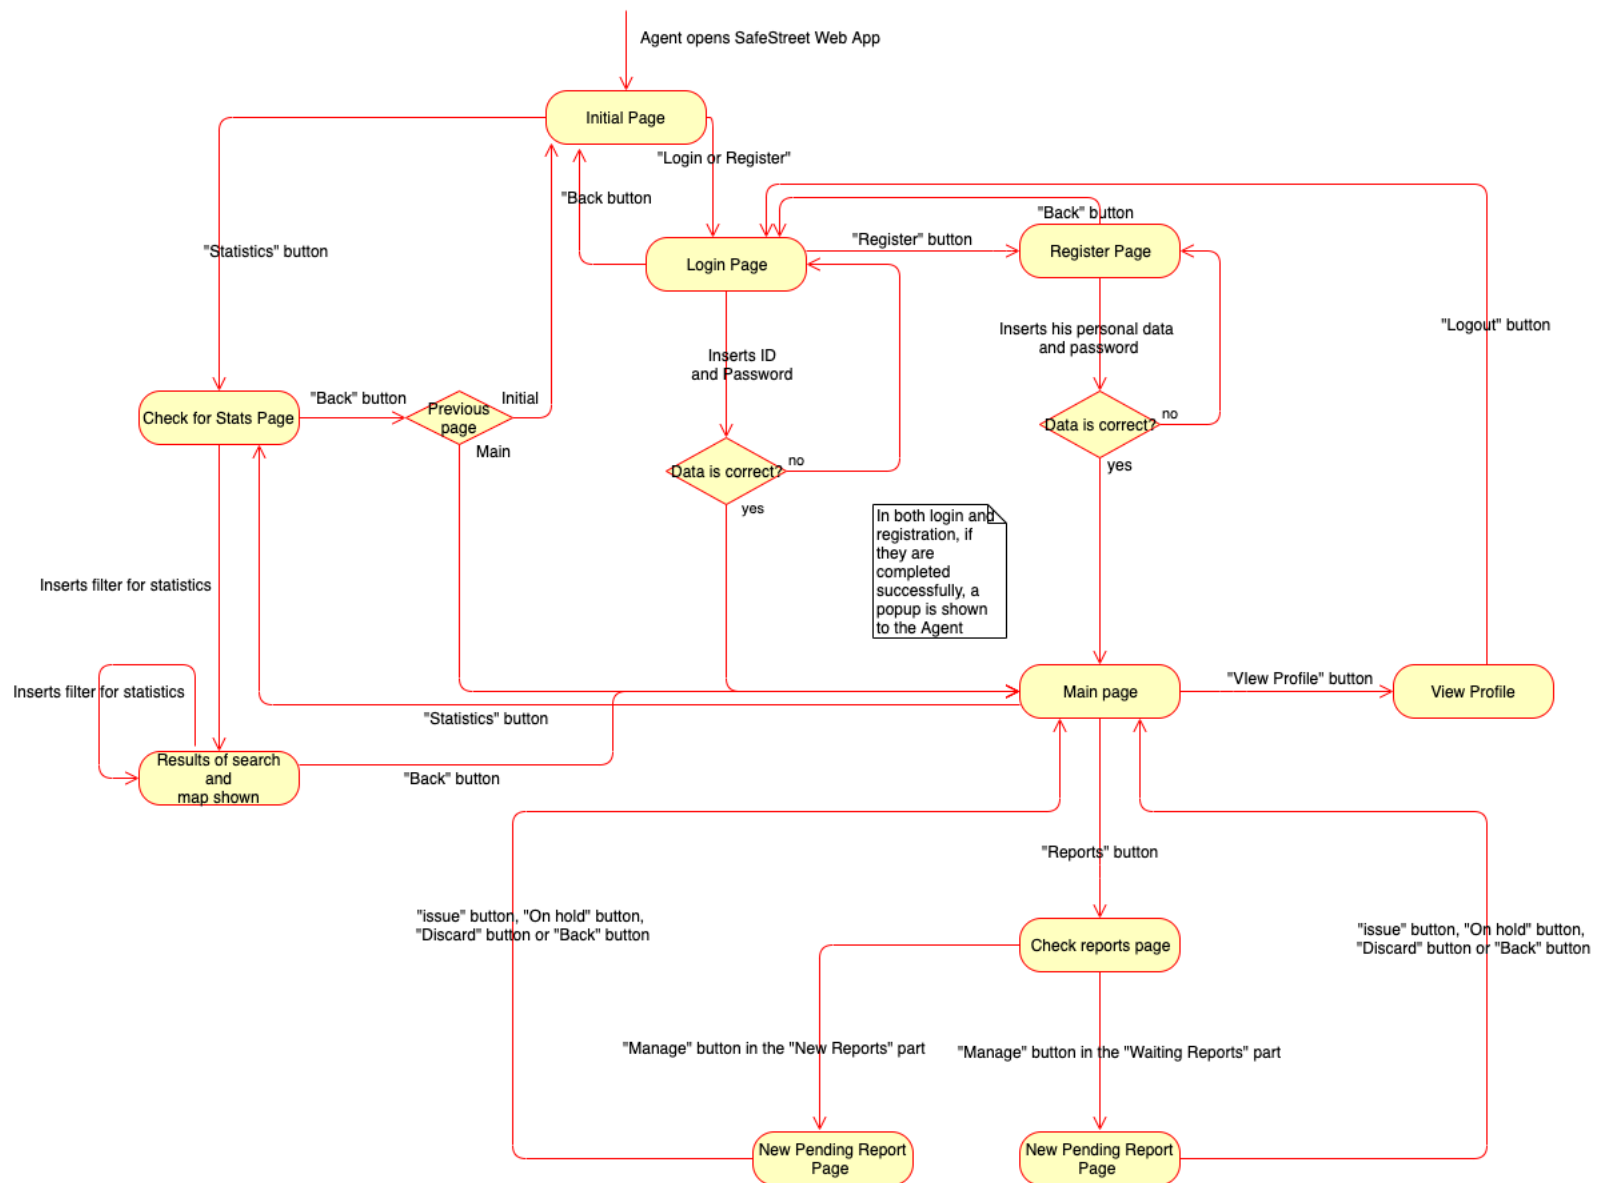 Agent opens SafeStreet Web App
Initial Page
"Login or Register"
"Back button
"Back" button
"Statistics" button
"Register" button
Register Page
Login Page
"Logout" button
Inserts his personal data
and password
Inserts ID
and Password
"Back" button
Initial
Previous
page
Check for Stats Page
no
Data is correct?
Main
yes
no
Data is correct?
yes
In both login and
registration, if
they are
completed
successfully, a
popup is shown
to the Agent
Inserts filter for statistics
Inserts filter for statistics
"VIew Profile" button
Main page
View Profile
"Statistics" button
Results of search
and
map shown
"Back" button
"Reports" button
"issue" button, "On hold" button,
"Discard" button or "Back" button
"issue" button, "On hold" button,
"Discard" button or "Back" button
Check reports page
"Manage" button in the "New Reports" part
"Manage" button in the "Waiting Reports" part
New Pending Report
Page
New Pending Report
Page